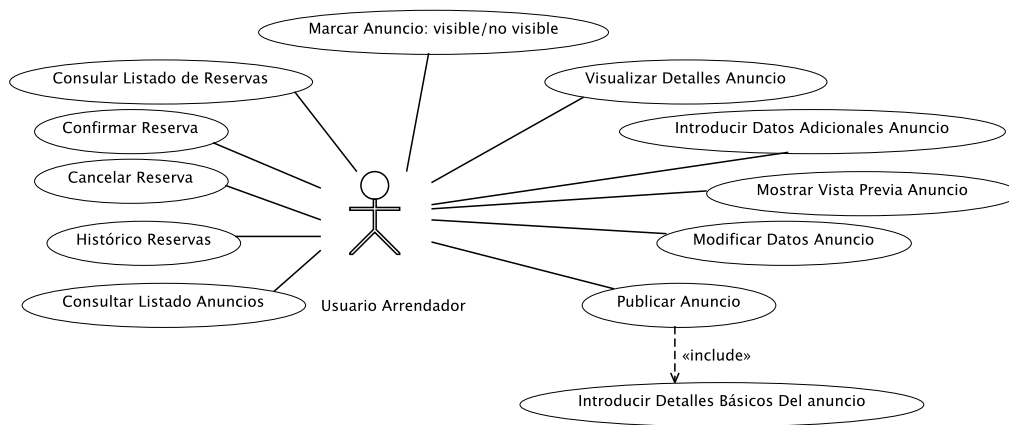 Marcar Anuncio: visible/no visible
Consular Listado de Reservas
Visualizar Detalles Anuncio
Confirmar Reserva
Introducir Datos Adicionales Anuncio
Cancelar Reserva
Mostrar Vista Previa Anuncio
Histórico Reservas
Modificar Datos Anuncio
Consultar Listado Anuncios
Usuario Arrendador
Publicar Anuncio
«include»
Introducir Detalles Básicos Del anuncio